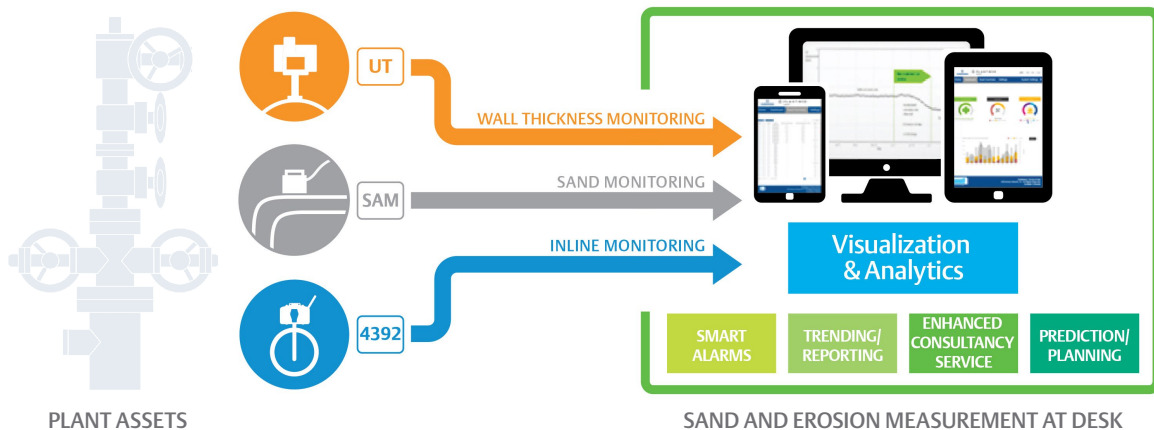 UT
WALL THICKNESS MONITORING
SAM
SAND MONITORING
INLINE MONITORING
4392
Visualization
& Analytics
SMART
ALARMS
TRENDING/
REPORTING
ENHANCED
CONSULTANCY
SERVICE
PREDICTION/
PLANNING
PLANT ASSETS
SAND AND EROSION MEASUREMENT AT DESK